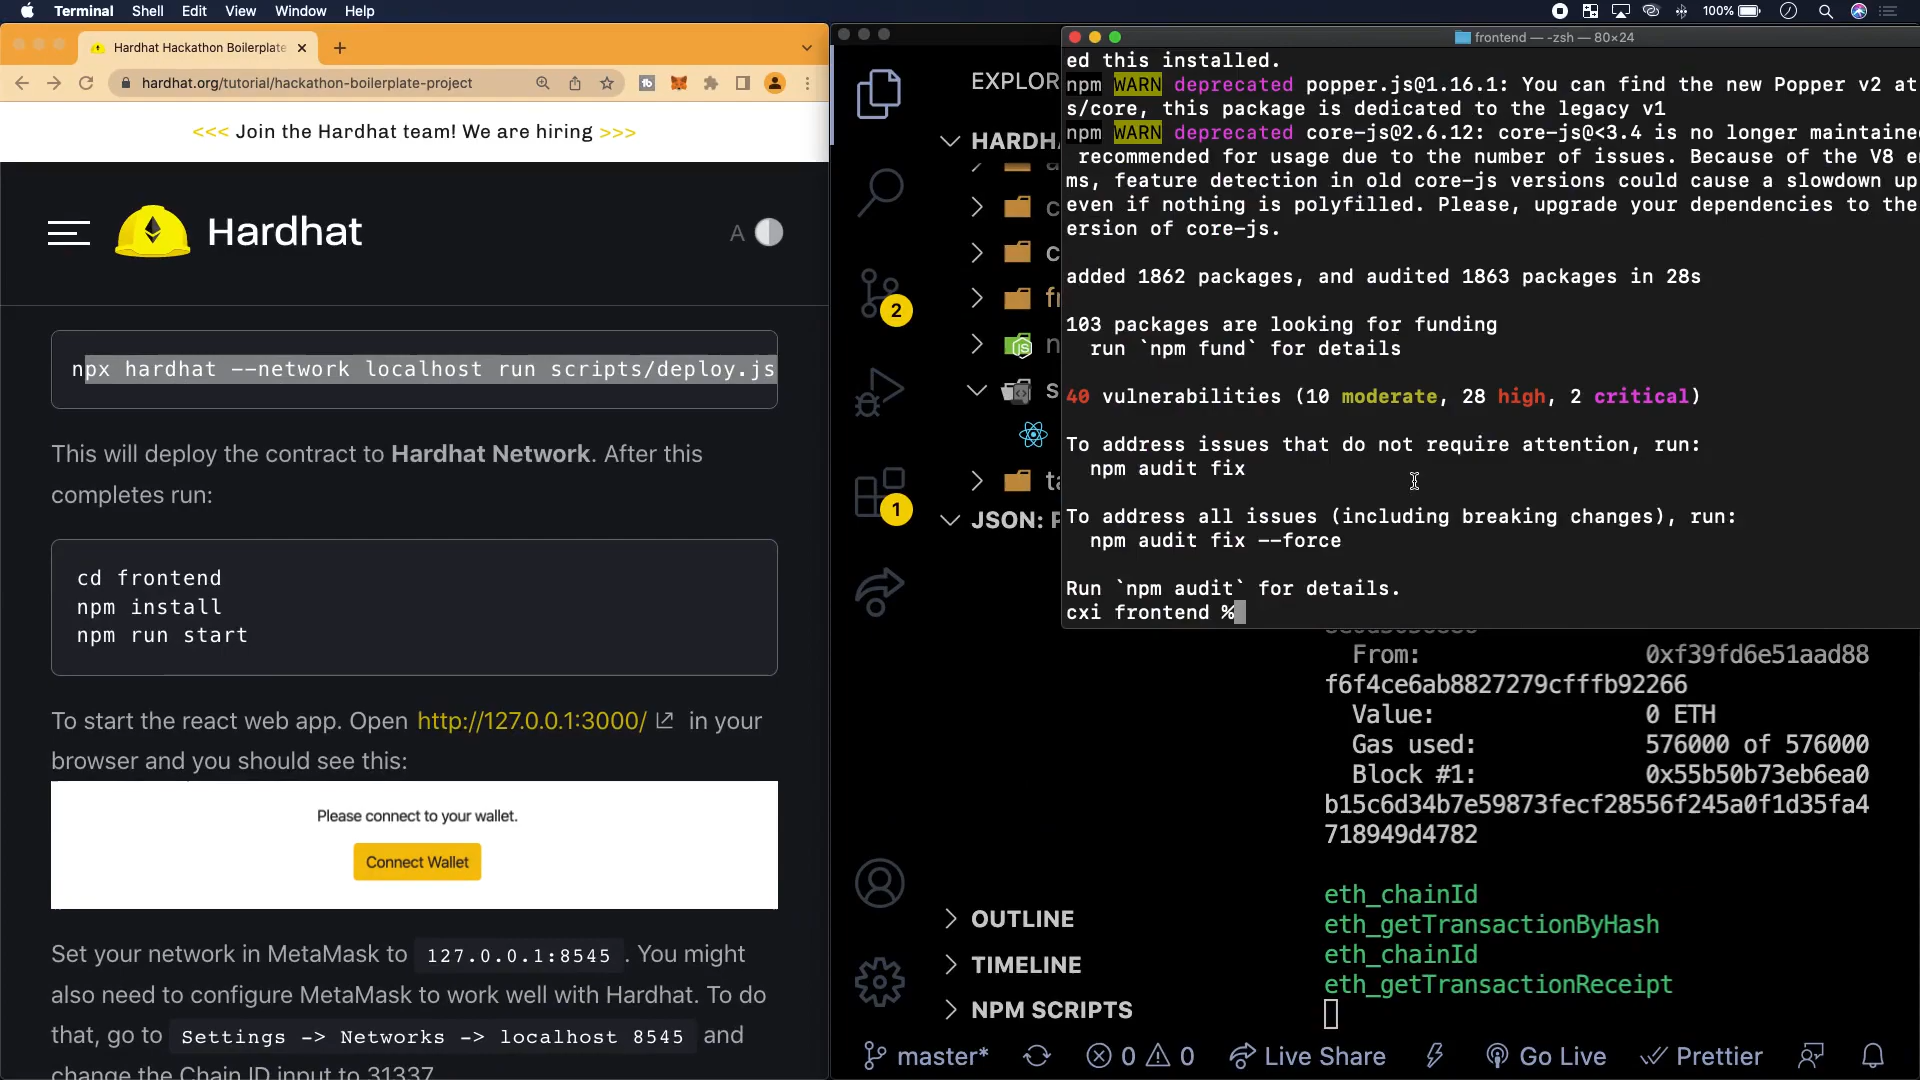 Terminal Shell Edit View Window Help
100%
Hardhat Hackathon Boilerplate
hardhat.org/tutorial/hackathon-boilerplate-project
<<< Join the Hardhat team! We are hiring >>>
Hardhat
A
npx hardhat --network localhost run scripts/deploy.js
This will deploy the contract to Hardhat Network. After this
completes run:
cd frontend
npm install
npm run start
To start the react web app. Open http://127.0.0.1:3000/ in your
browser and you should see this:
Please connect to your wallet.
Connect Wallet
Set your network in MetaMask to 127.0.0.1:8545 . You might
also need to configure MetaMask to work well with Hardhat. To do
that, go to Settings -> Networks -> localhost 8545 and
change the Chain ID input to 31337
EXPLOR
HARDH
c
c
f
n
JS
s
ta
JSON: P
2
1
OUTLINE
TIMELINE
NPM SCRIPTS
frontend — -zsh — 80×24
ed this installed.
npm WARN deprecated popper.js@1.16.1: You can find the new Popper v2 at
s/core, this package is dedicated to the legacy v1
npm WARN deprecated core-js@2.6.12: core-js@<3.4 is no longer maintaine
recommended for usage due to the number of issues. Because of the V8 e
ms, feature detection in old core-js versions could cause a slowdown up
even if nothing is polyfilled. Please, upgrade your dependencies to the
ersion of core-js.
added 1862 packages, and audited 1863 packages in 28s
103 packages are looking for funding
run `npm fund` for details
40 vulnerabilities (10 moderate, 28 high, 2 critical)
To address issues that do not require attention, run:
npm audit fix
To address all issues (including breaking changes), run:
npm audit fix --force
Run `npm audit` for details.
cxi frontend %
From: 0xf39fd6e51aad88
f6f4ce6ab8827279cfffb92266
Value: 0 ETH
Gas used: 576000 of 576000
Block #1: 0x55b50b73eb6ea0
b15c6d34b7e59873fecf28556f245a0f1d35fa4
718949d4782
eth_chainId
eth_getTransactionByHash
eth_chainId
eth_getTransactionReceipt
master* 0 0 Live Share Go Live Prettier